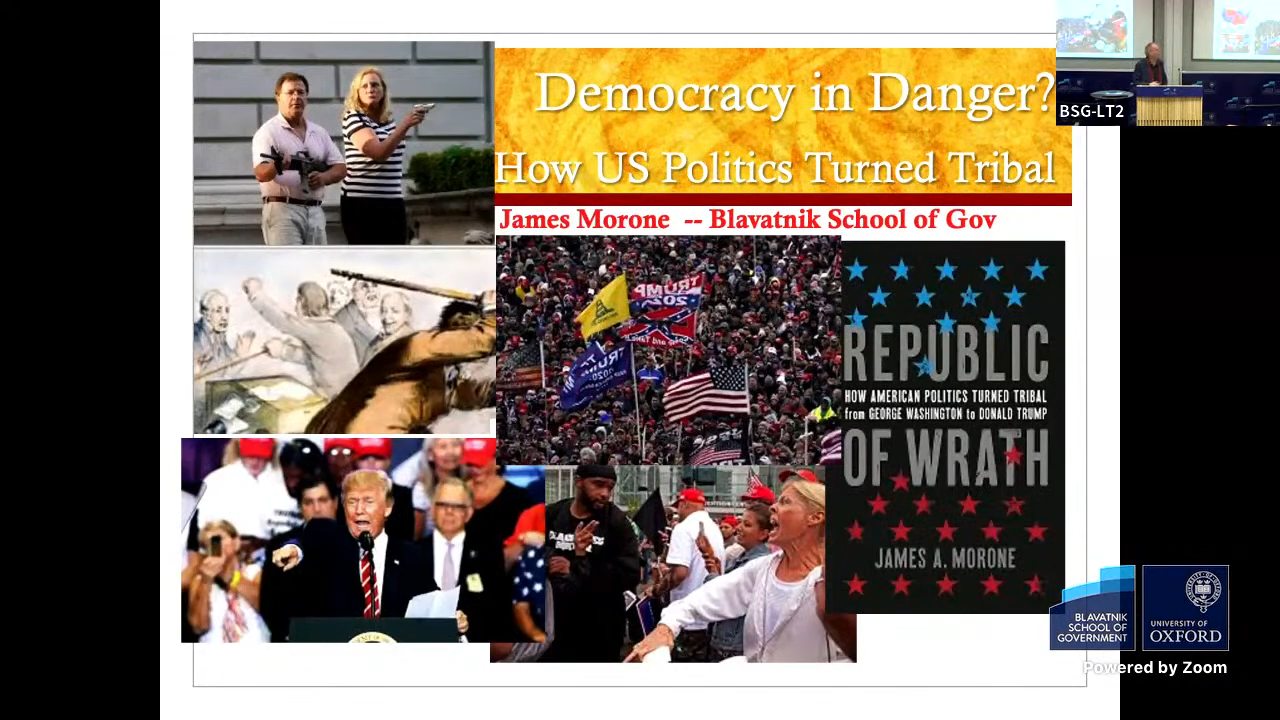 Democracy in Danger?
How US Politics Turned Tribal
James Morone -- Blavatnik School of Gov
BSG-LT2
TRUMP
2020
TRUMP
2020
REPUBLIC
HOW AMERICAN POLITICS TURNED TRIBAL
from GEORGE WASHINGTON to DONALD TRUMP
OF WRATH
JAMES A. MORONE
BLAVATNIK
SCHOOL OF
GOVERNMENT
UNIVERSITY OF
OXFORD
Powered by Zoom